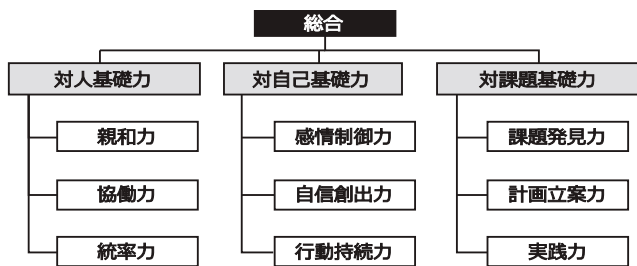 総合
対人基礎力
対自己基礎力
対課題基礎力
親和力
感情制御力
課題発見力
協働力
自信創出力
計画立案力
統率力
行動持続力
実践力